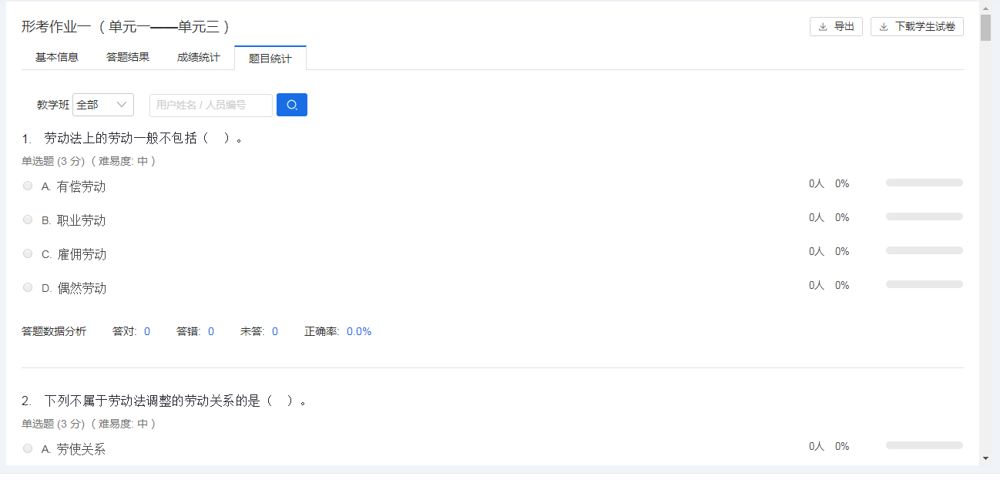 形考作业一（单元一——单元三）
导出 下载学生试卷
基本信息 答题结果 成绩统计 题目统计
教学班 全部 用户姓名 / 人员编号
1. 劳动法上的劳动一般不包括（ ）。
单选题 (3 分)（难易度: 中）
A. 有偿劳动 0人 0%
B. 职业劳动 0人 0%
C. 雇佣劳动 0人 0%
D. 偶然劳动 0人 0%
答题数据分析 答对: 0 答错: 0 未答: 0 正确率: 0.0%
2. 下列不属于劳动法调整的劳动关系的是（ ）。
单选题 (3 分)（难易度: 中）
A. 劳使关系 0人 0%